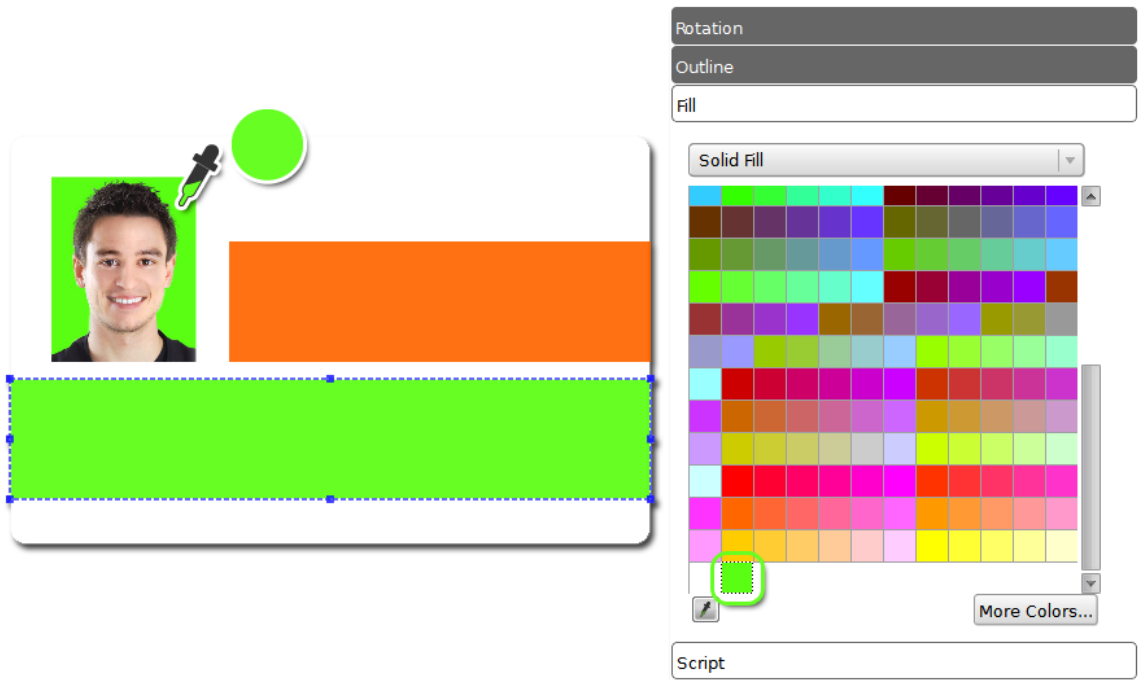 Rotation
Outline
Fill
Solid Fill
More Colors...
Script